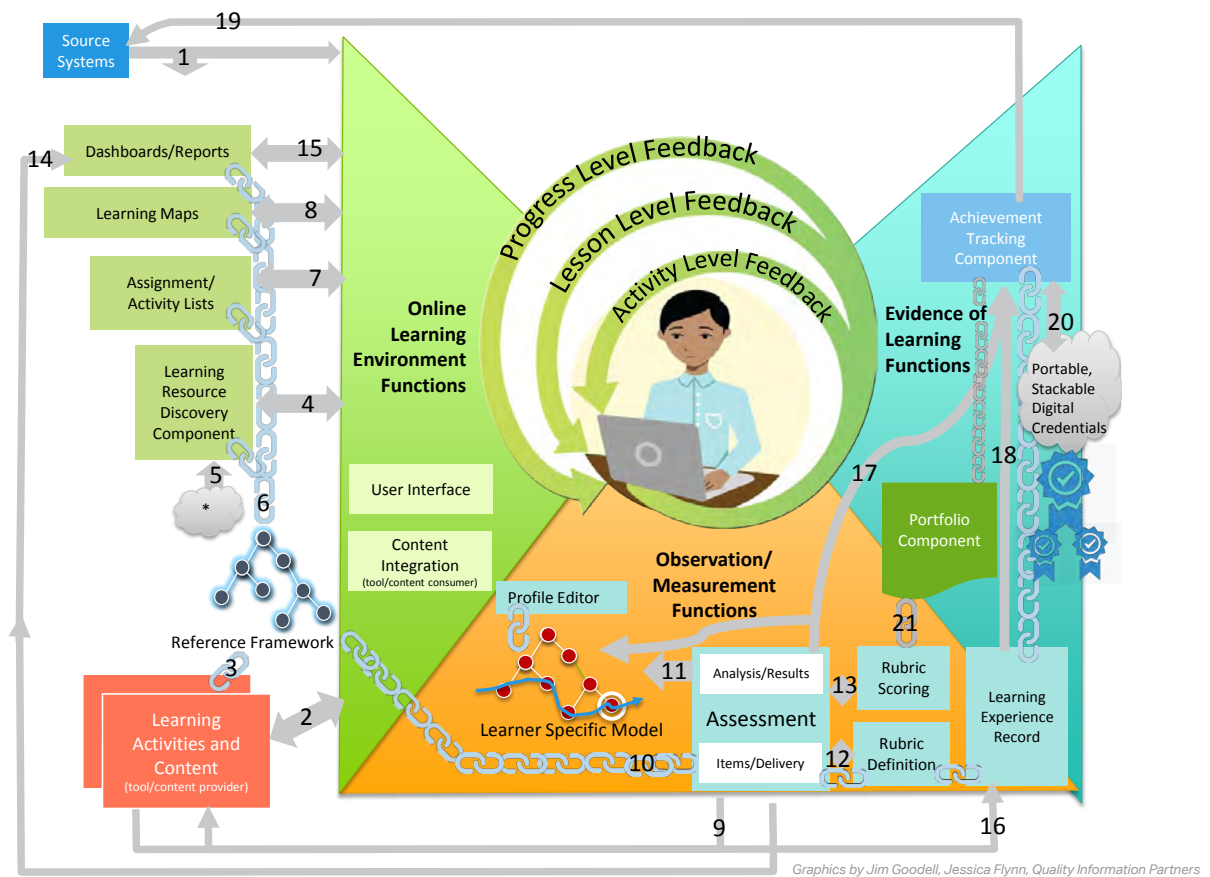 19
Source
Systems
1
14
Dashboards/Reports
15
Learning Maps
8
Assignment/
Activity Lists
7
Learning
Resource
Discovery
Component
4
5
*
6
Reference Framework
3
Learning
Activities and
Content
(tool/content provider)
2
Online
Learning
Environment
Functions
User Interface
Content
Integration
(tool/content consumer)
Progress Level Feedback
Lesson Level Feedback
Activity Level Feedback
Evidence of
Learning
Functions
Achievement
Tracking
Component
20
Portable,
Stackable
Digital
Credentials
17
18
Portfolio
Component
Observation/
Measurement
Functions
Profile Editor
21
11
Analysis/Results
13
Rubric
Scoring
Learning
Experience
Record
Learner Specific Model
Assessment
10
Items/Delivery
12
Rubric
Definition
9
16
Graphics by Jim Goodell, Jessica Flynn, Quality Information Partners